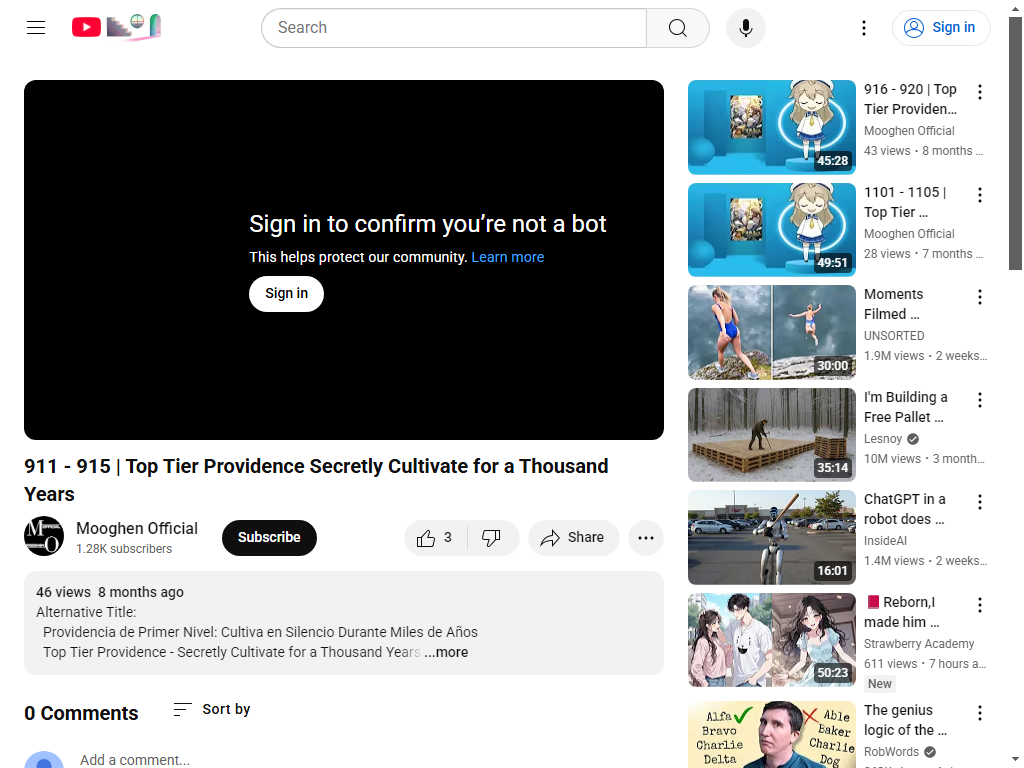 Search
Sign in
Sign in to confirm you’re not a bot
This helps protect our community. Learn more
Sign in
911 - 915 | Top Tier Providence Secretly Cultivate for a Thousand
Years
Mooghen Official
1.28K subscribers
Subscribe
3
Share
46 views 8 months ago
Alternative Title:
Providencia de Primer Nivel: Cultiva en Silencio Durante Miles de Años
Top Tier Providence - Secretly Cultivate for a Thousand Years ...more
0 Comments
Sort by
Add a comment...
45:28
916 - 920 | Top
Tier Providen…
Mooghen Official
43 views • 8 months …
49:51
1101 - 1105 |
Top Tier …
Mooghen Official
28 views • 7 months …
30:00
Moments
Filmed …
UNSORTED
1.9M views • 2 weeks…
35:14
I'm Building a
Free Pallet …
Lesnoy
10M views • 3 month…
16:01
ChatGPT in a
robot does …
InsideAI
1.4M views • 2 weeks…
50:23
Reborn,I
made him …
Strawberry Academy
611 views • 7 hours a…
New
Alfa
Bravo
Charlie
Delta
Able
Baker
Charlie
Dog
The genius
logic of the …
RobWords